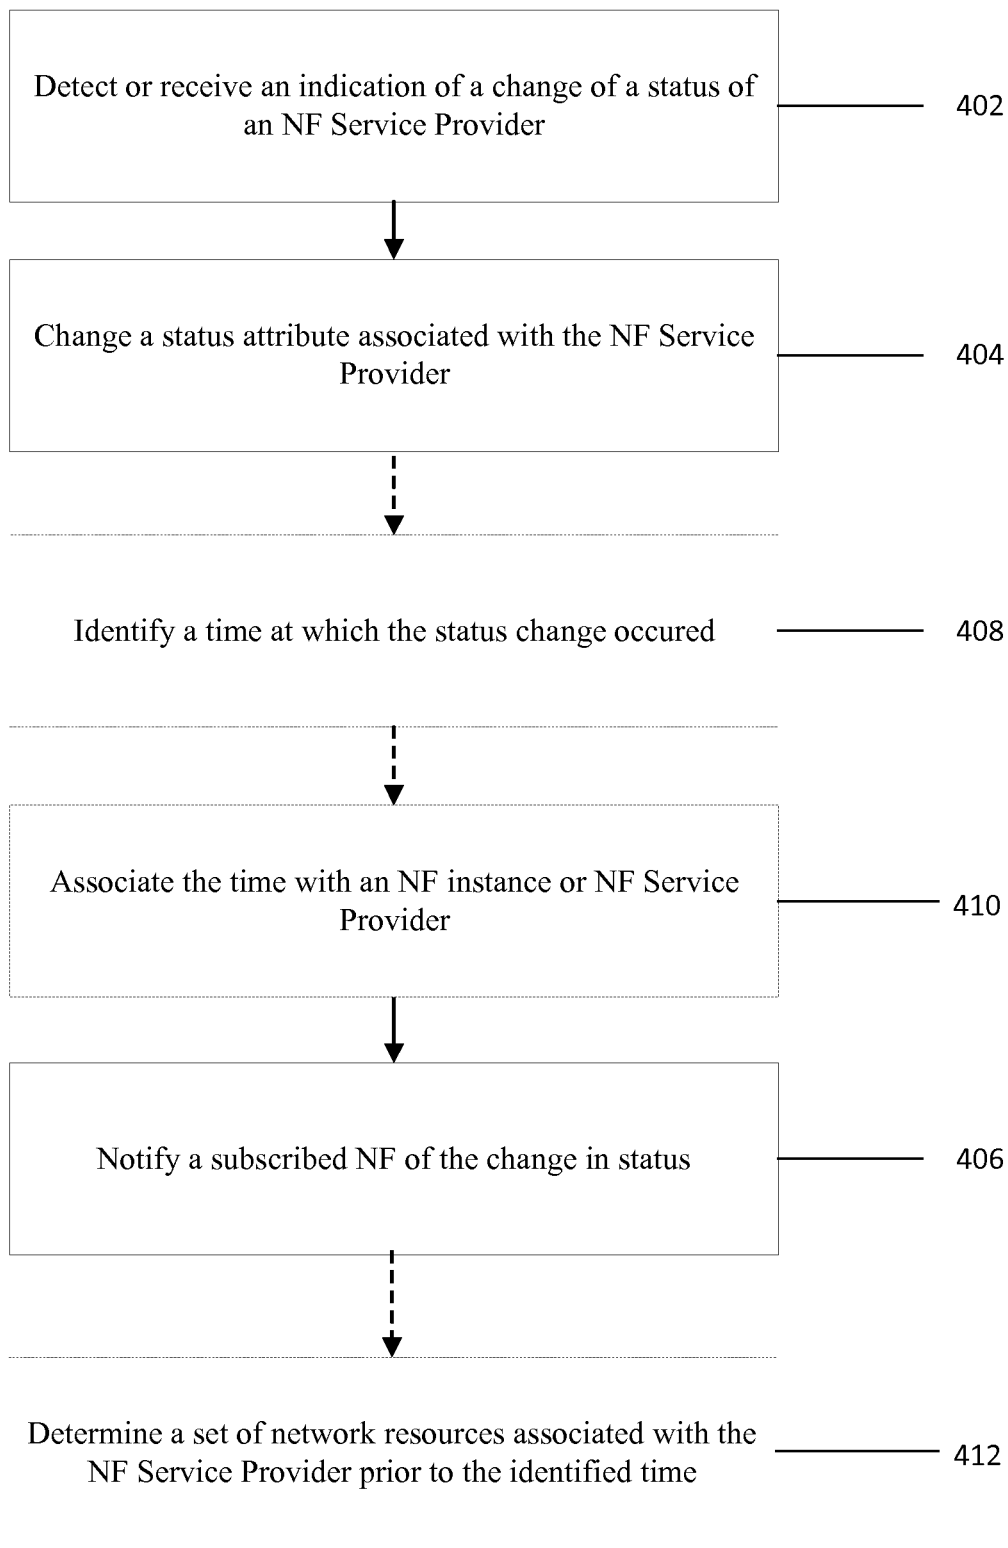 Detect or receive an indication of a change of a status of
an NF Service Provider
402
Change a status attribute associated with the NF Service
Provider
404
Identify a time at which the status change occured
408
Associate the time with an NF instance or NF Service
Provider
410
Notify a subscribed NF of the change in status
406
Determine a set of network resources associated with the
NF Service Provider prior to the identified time
412